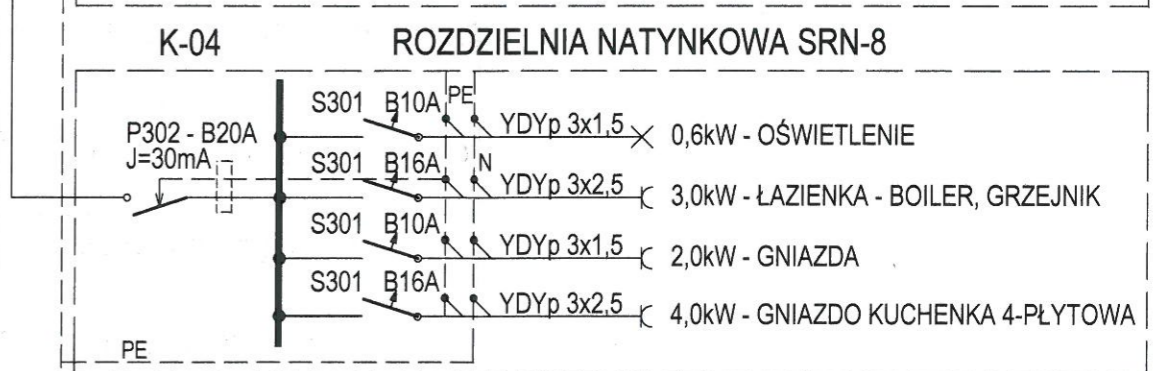 K-04 ROZDZIELNIA NATYNKOWA SRN-8
S301 B10A PE YDYp 3x1,5 0,6kW - OŚWIETLENIE
P302 - B20A
J=30mA
S301 B16A N YDYp 3x2,5 3,0kW - ŁAZIENKA - BOILER, GRZEJNIK
S301 B10A YDYp 3x1,5 2,0kW - GNIAZDA
S301 B16A YDYp 3x2,5 4,0kW - GNIAZDO KUCHENKA 4-PŁYTOWA
PE